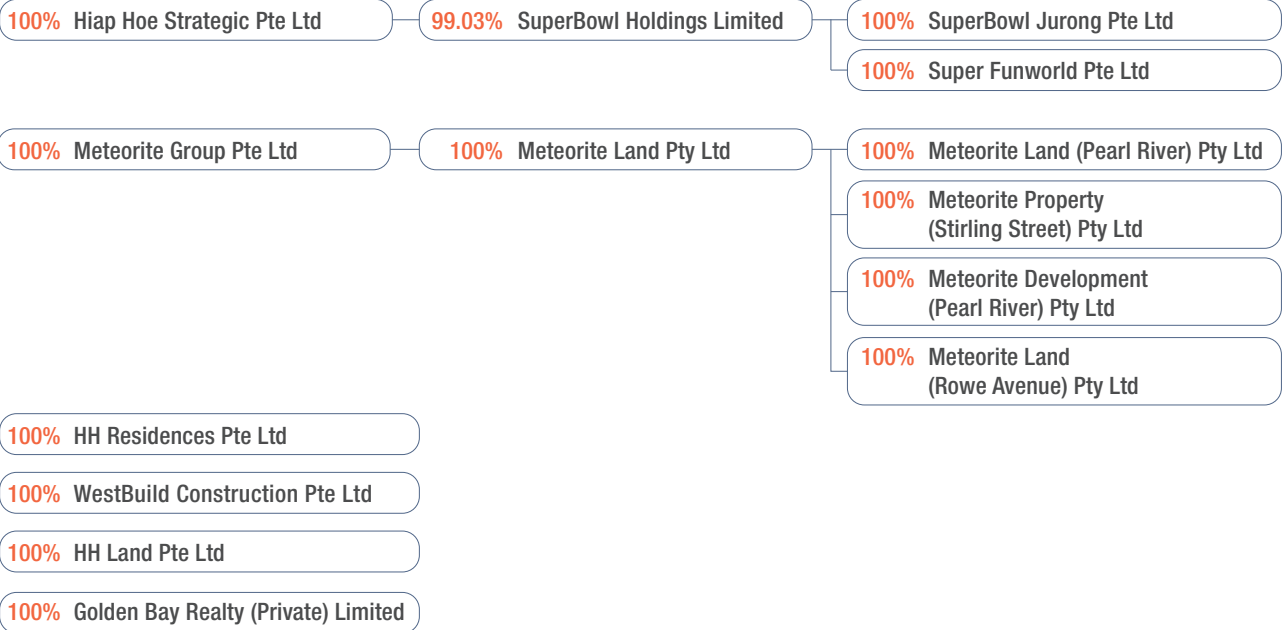 100% Hiap Hoe Strategic Pte Ltd
99.03% SuperBowl Holdings Limited
100% SuperBowl Jurong Pte Ltd
100% Super Funworld Pte Ltd
100% Meteorite Group Pte Ltd
100% Meteorite Land Pty Ltd
100% Meteorite Land (Pearl River) Pty Ltd
100% Meteorite Property
(Stirling Street) Pty Ltd
100% Meteorite Development
(Pearl River) Pty Ltd
100% Meteorite Land
(Rowe Avenue) Pty Ltd
100% HH Residences Pte Ltd
100% WestBuild Construction Pte Ltd
100% HH Land Pte Ltd
100% Golden Bay Realty (Private) Limited